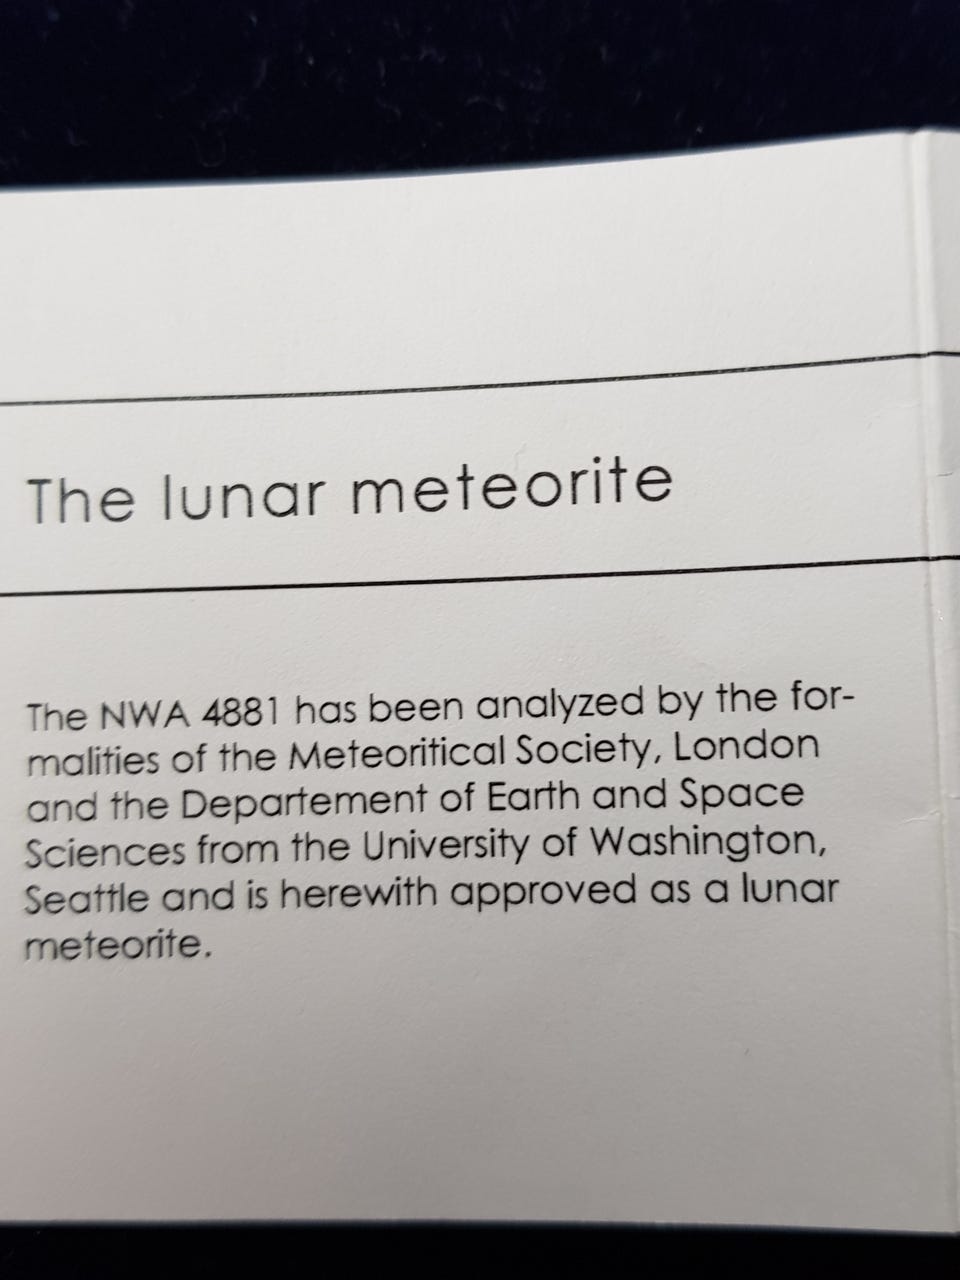 The lunar meteorite
The NWA 4881 has been analyzed by the for-
malities of the Meteoritical Society, London
and the Departement of Earth and Space
Sciences from the University of Washington,
Seattle and is herewith approved as a lunar
meteorite.